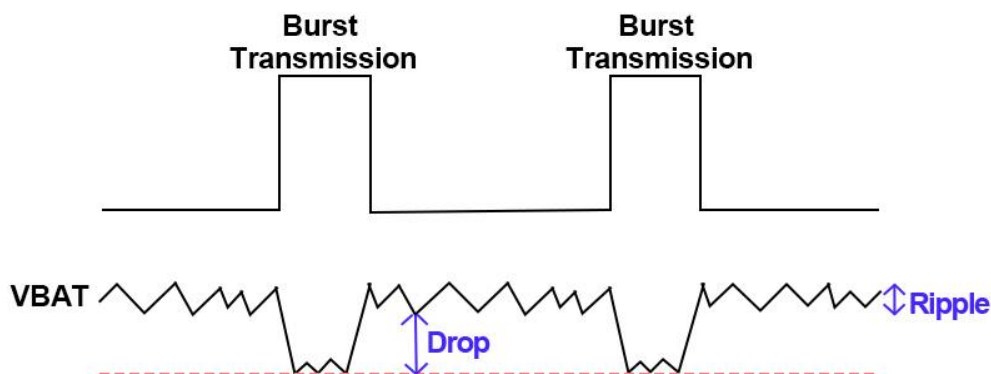 Burst
Transmission
Burst
Transmission
VBAT
Drop
Ripple